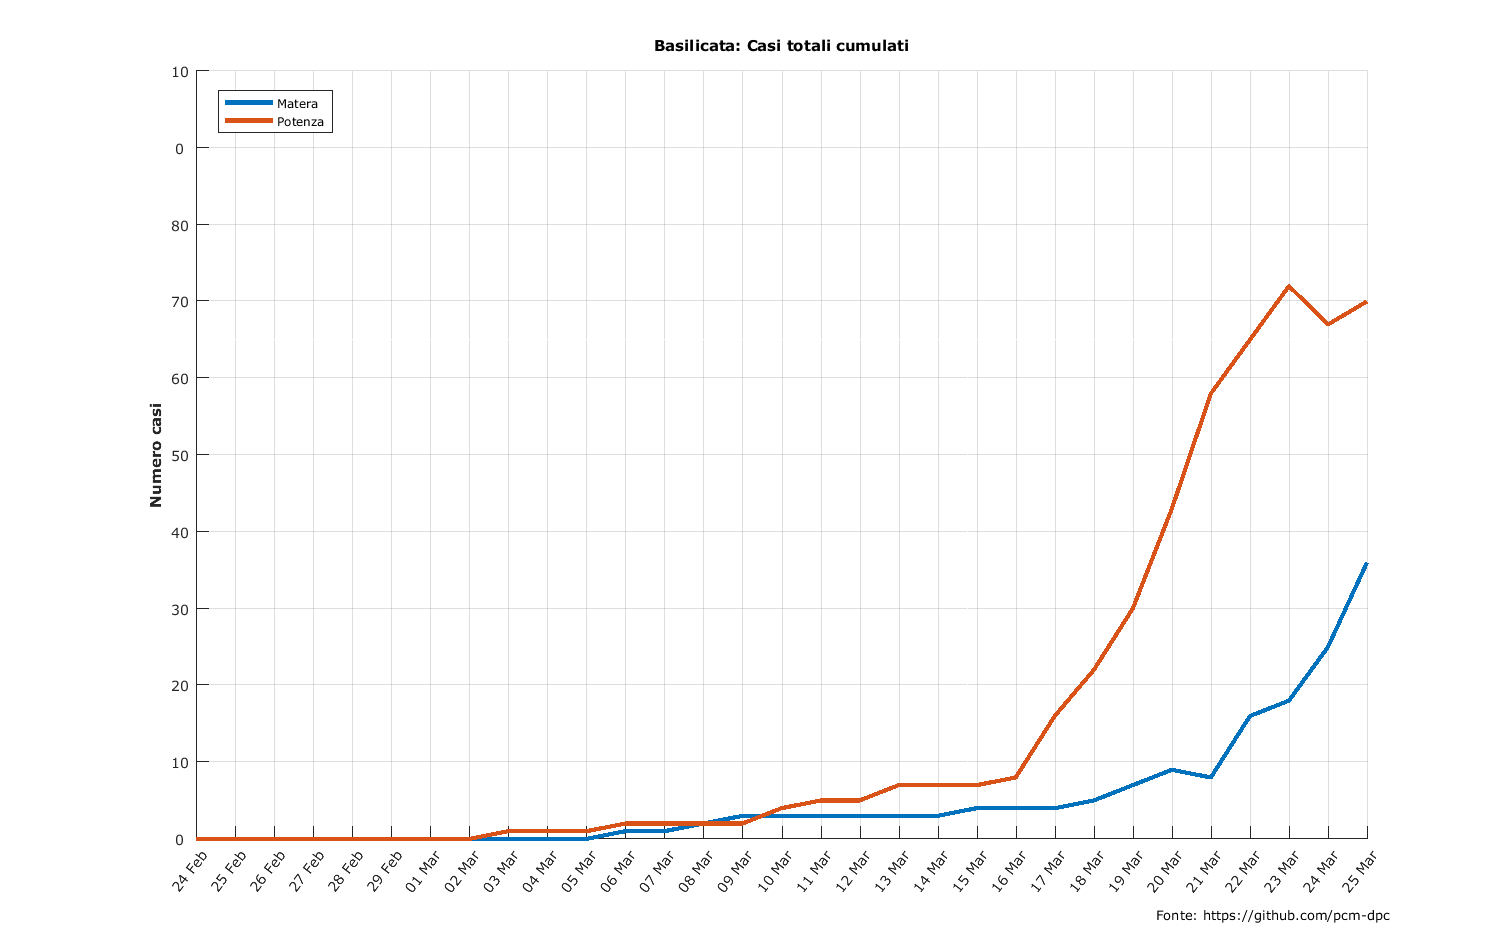 Basilicata: Casi totali cumulati
Matera
Potenza
10
0
80
70
60
50
40
30
20
10
0
Numero casi
24 Feb
25 Feb
26 Feb
27 Feb
28 Feb
29 Feb
01 Mar
02 Mar
03 Mar
04 Mar
05 Mar
06 Mar
07 Mar
08 Mar
09 Mar
10 Mar
11 Mar
12 Mar
13 Mar
14 Mar
15 Mar
16 Mar
17 Mar
18 Mar
19 Mar
20 Mar
21 Mar
22 Mar
23 Mar
24 Mar
25 Mar
Fonte: https://github.com/pcm-dpc